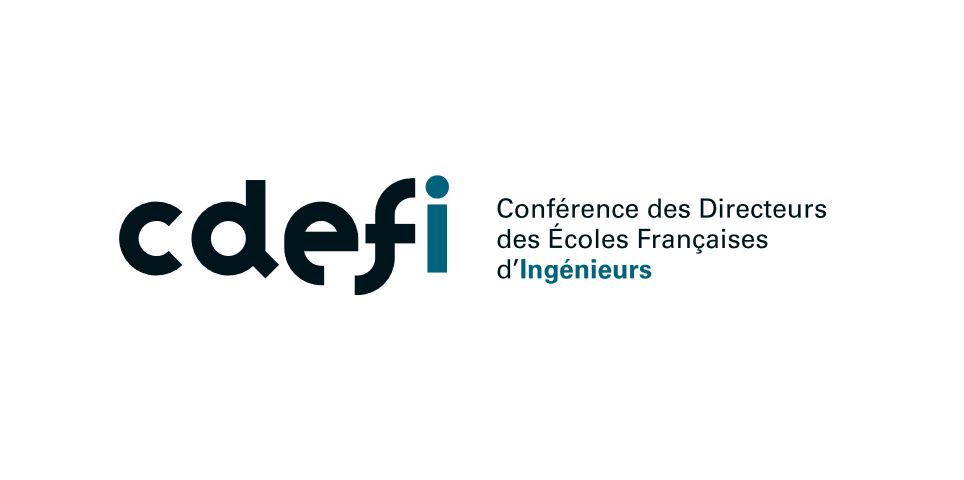 cdefi
Conférence des Directeurs
des Écoles Françaises
d’Ingénieurs